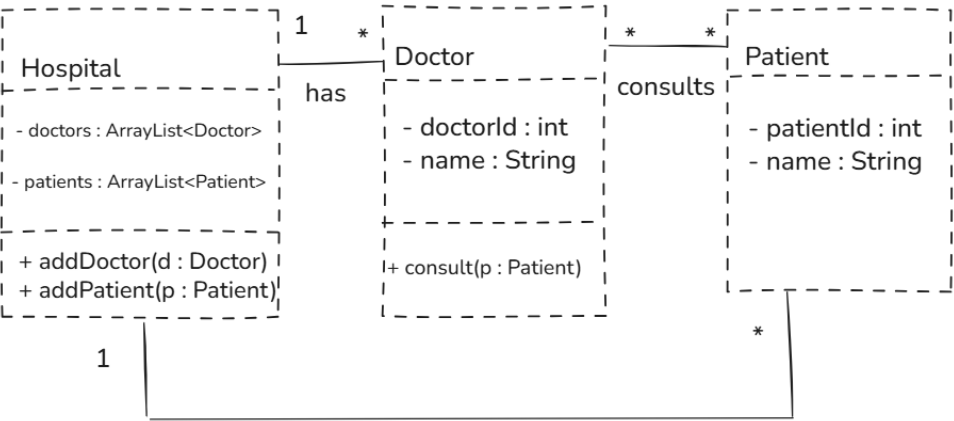 Hospital
- doctors : ArrayList<Doctor>
- patients : ArrayList<Patient>
+ addDoctor(d : Doctor)
+ addPatient(p : Patient)
1
*
has
Doctor
- doctorId : int
- name : String
+ consult(p : Patient)
*
*
consults
Patient
- patientId : int
- name : String
1
*